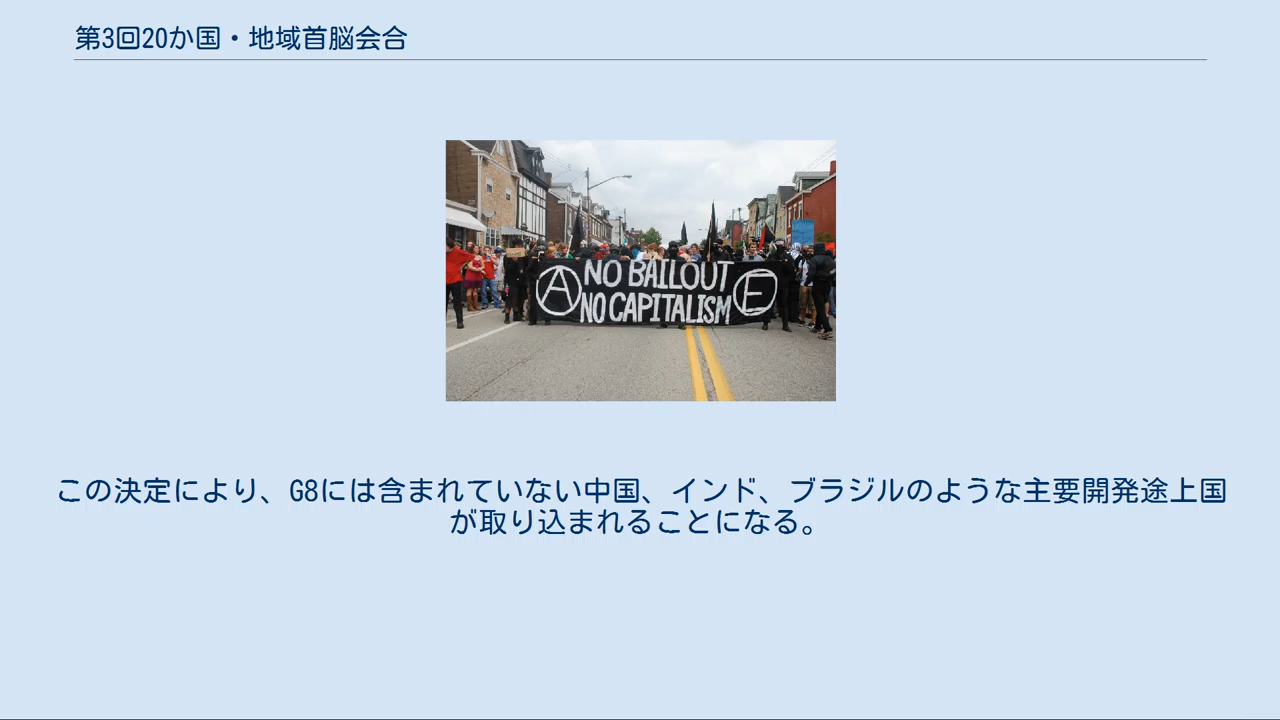 第3回20か国・地域首脳会合
NO BAILOUT
NO CAPITALISM
A
E
この決定により、G8には含まれていない中国、インド、ブラジルのような主要開発途上国
が取り込まれることになる。